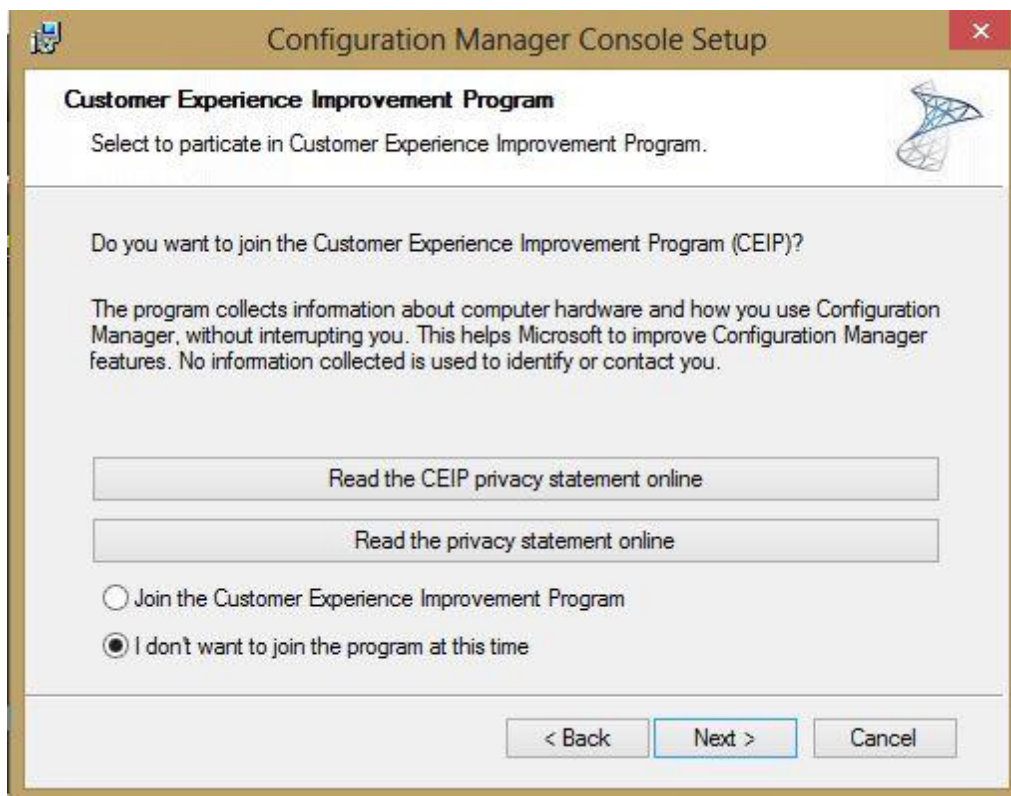 Configuration Manager Console Setup
Customer Experience Improvement Program
Select to particate in Customer Experience Improvement Program.
Do you want to join the Customer Experience Improvement Program (CEIP)?
The program collects information about computer hardware and how you use Configuration
Manager, without interrupting you. This helps Microsoft to improve Configuration Manager
features. No information collected is used to identify or contact you.
Read the CEIP privacy statement online
Read the privacy statement online
Join the Customer Experience Improvement Program
I don't want to join the program at this time
< Back
Next >
Cancel